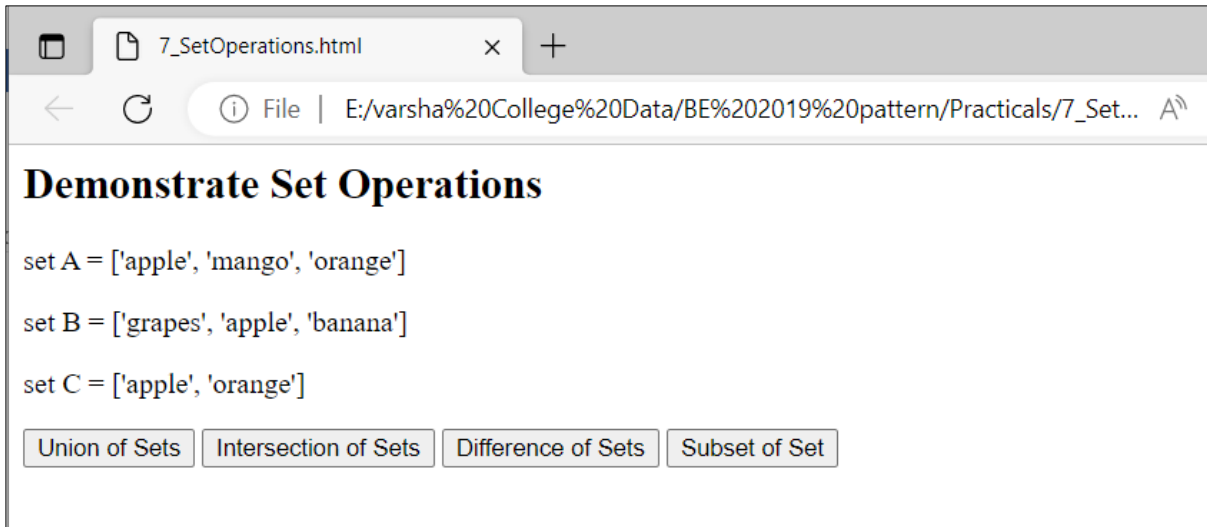 7_SetOperations.html
File | E:/varsha%20College%20Data/BE%202019%20pattern/Practicals/7_Set... A
Demonstrate Set Operations
set A = ['apple', 'mango', 'orange']
set B = ['grapes', 'apple', 'banana']
set C = ['apple', 'orange']
Union of Sets Intersection of Sets Difference of Sets Subset of Set